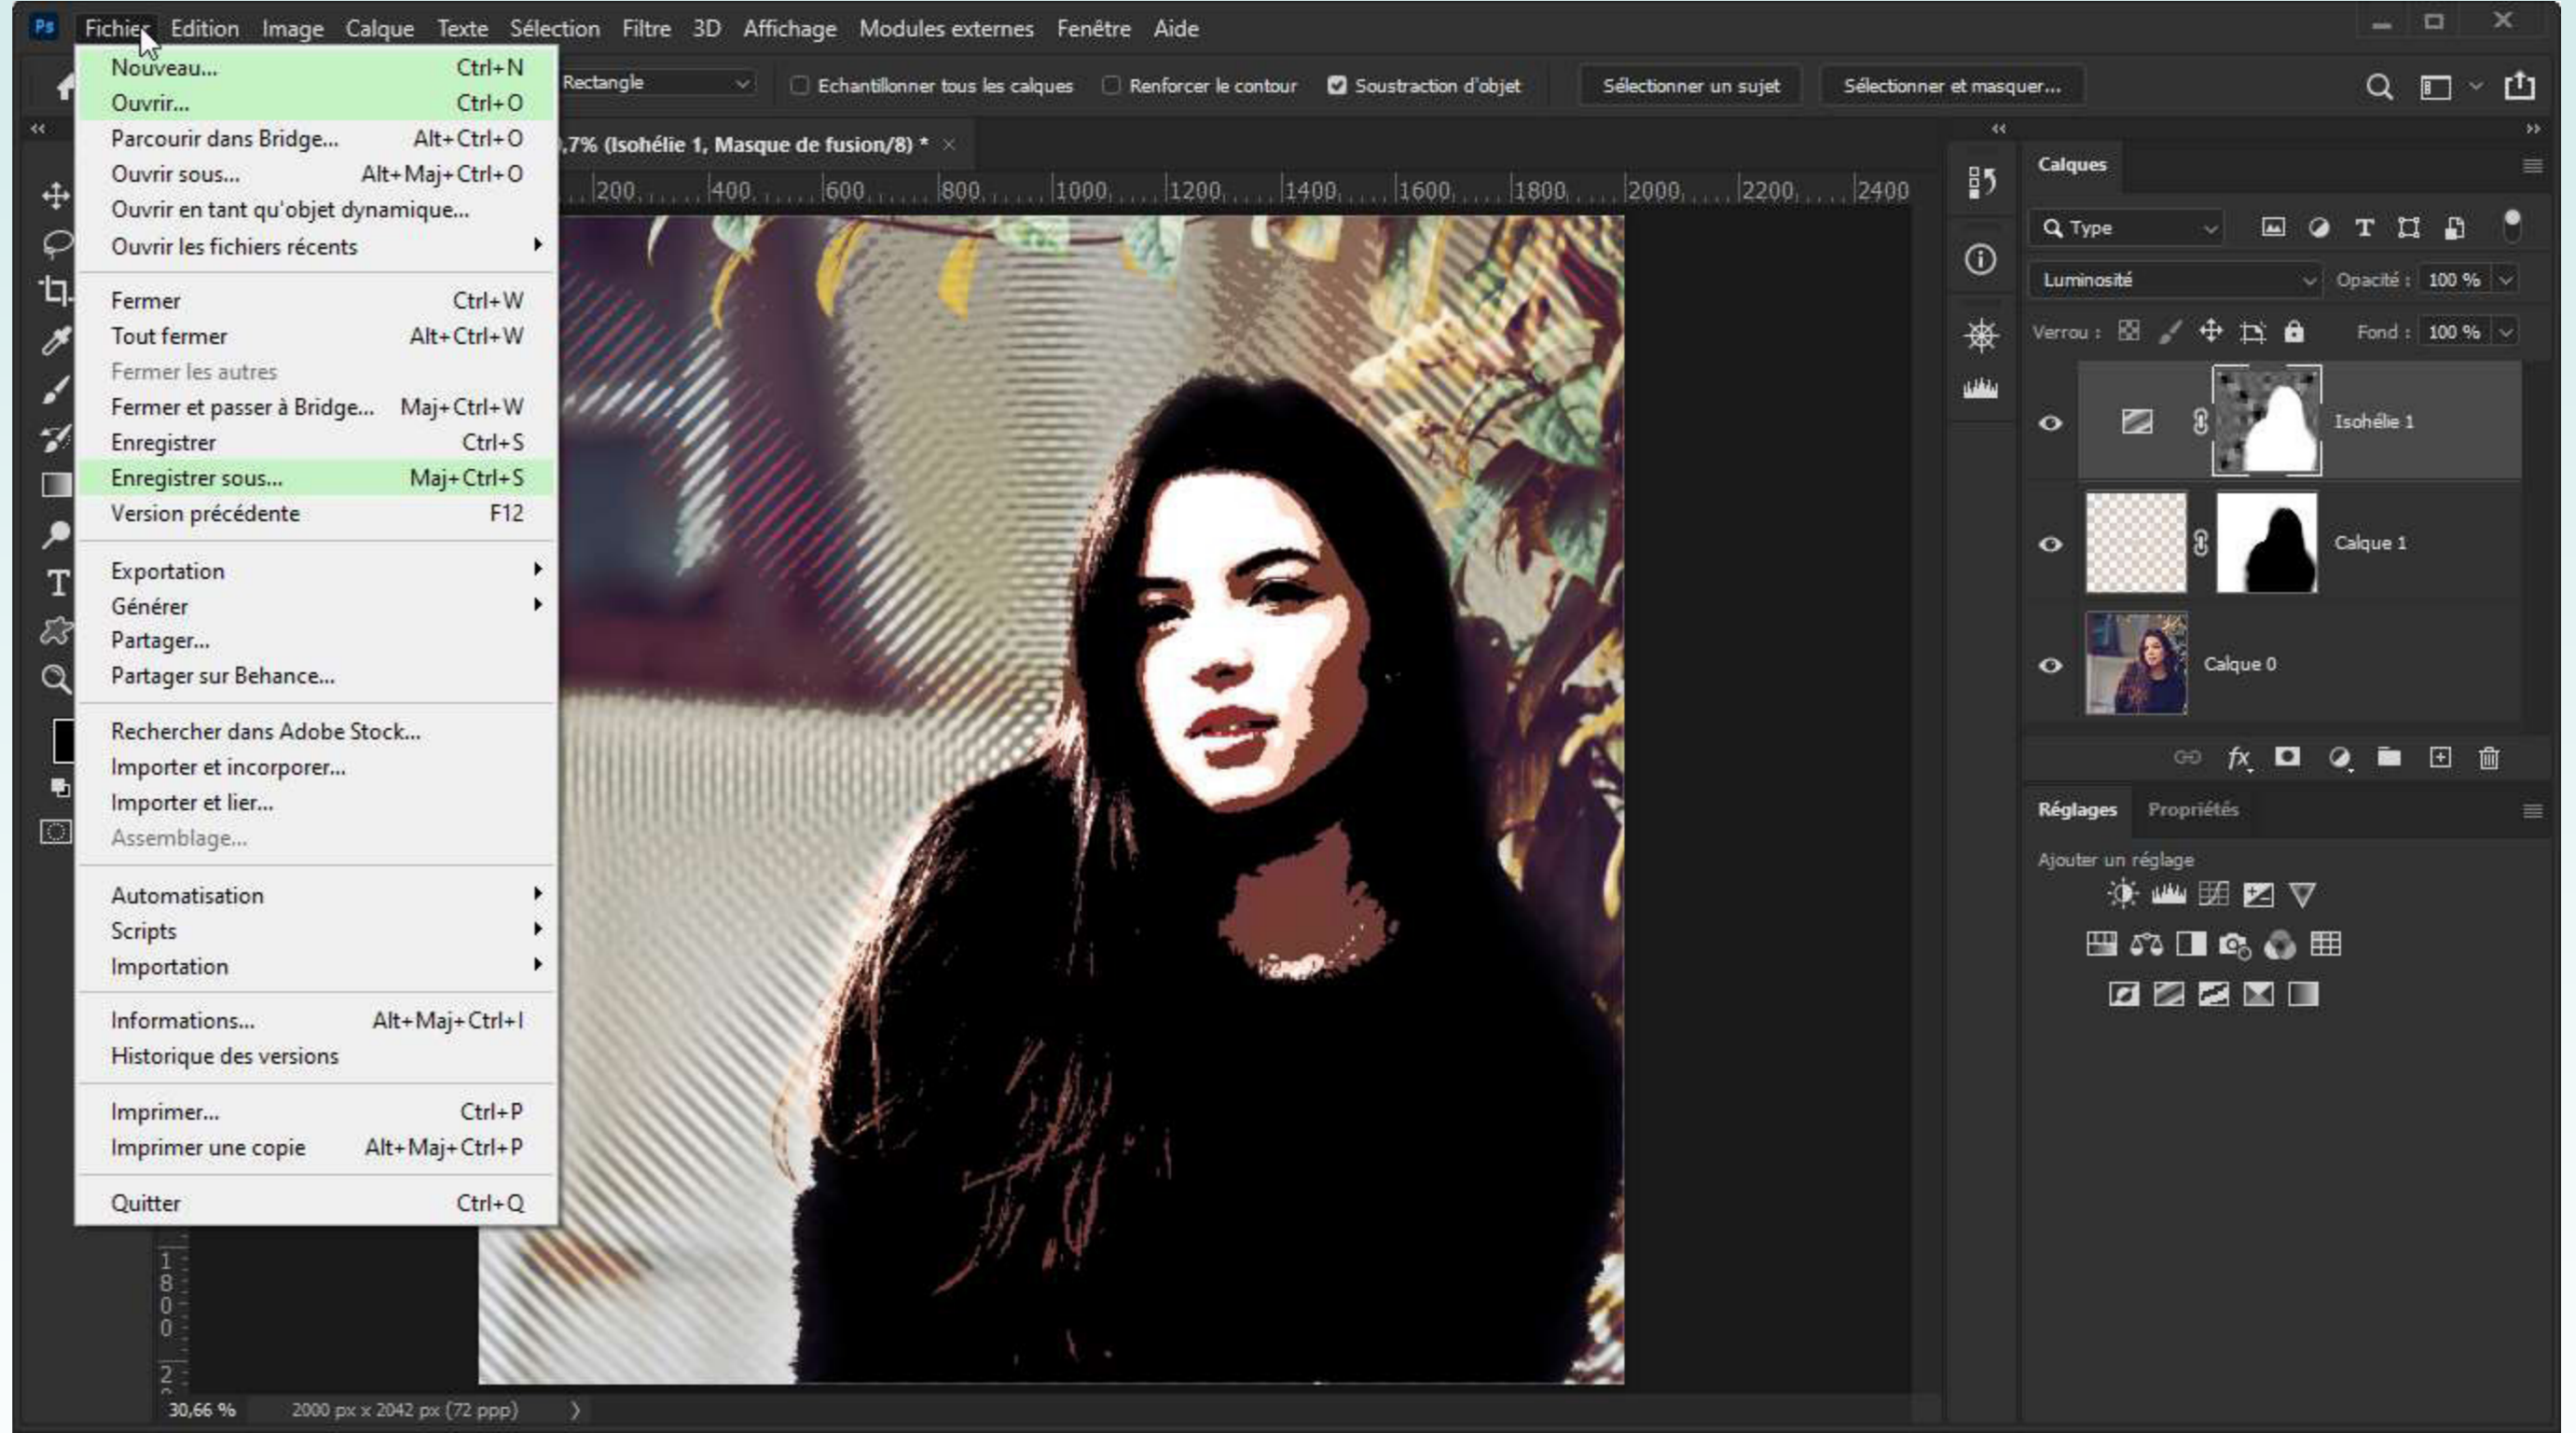 Ps Fichier Edition Image Calque Texte Sélection Filtre 3D Affichage Modules externes Fenêtre Aide
Rectangle Echantillonner tous les calques Renforcer le contour Soustraction d'objet Sélectionner un sujet Sélectionner et masquer...
,7% (Isohélie 1, Masque de fusion/8) * ×
200 400 600 800 1000 1200 1400 1600 1800 2000 2200 2400
Nouveau... Ctrl+N
Ouvrir... Ctrl+O
Parcourir dans Bridge... Alt+Ctrl+O
Ouvrir sous... Alt+Maj+Ctrl+O
Ouvrir en tant qu'objet dynamique...
Ouvrir les fichiers récents
Fermer Ctrl+W
Tout fermer Alt+Ctrl+W
Fermer les autres
Fermer et passer à Bridge... Maj+Ctrl+W
Enregistrer Ctrl+S
Enregistrer sous... Maj+Ctrl+S
Version précédente F12
Exportation
Générer
Partager...
Partager sur Behance...
Rechercher dans Adobe Stock...
Importer et incorporer...
Importer et lier...
Assemblage...
Automatisation
Scripts
Importation
Informations... Alt+Maj+Ctrl+I
Historique des versions
Imprimer... Ctrl+P
Imprimer une copie Alt+Maj+Ctrl+P
Quitter Ctrl+Q
1
8
0
0
2
30,66 % 2000 px x 2042 px (72 ppp)
Calques
Type
Luminosité Opacité : 100 %
Verrou : Fond : 100 %
Isohélie 1
Calque 1
Calque 0
fx
Réglages Propriétés
Ajouter un réglage